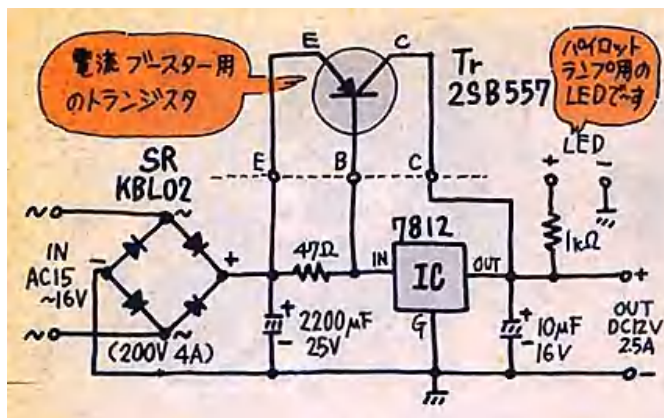 電流ブースター用
のトランジスタ
E
C
Tr
2SB557
パイロット
ランプ用の
LEDで~す
LED
+
-
E
B
C
SR
KBL02
~
~
IN
AC15
~16V
-
+
~
~
(200V 4A)
47Ω
7812
IN
IC
OUT
G
1kΩ
+
2200μF
25V
-
+
10μF
16V
-
+
OUT
DC12V
2.5A
-